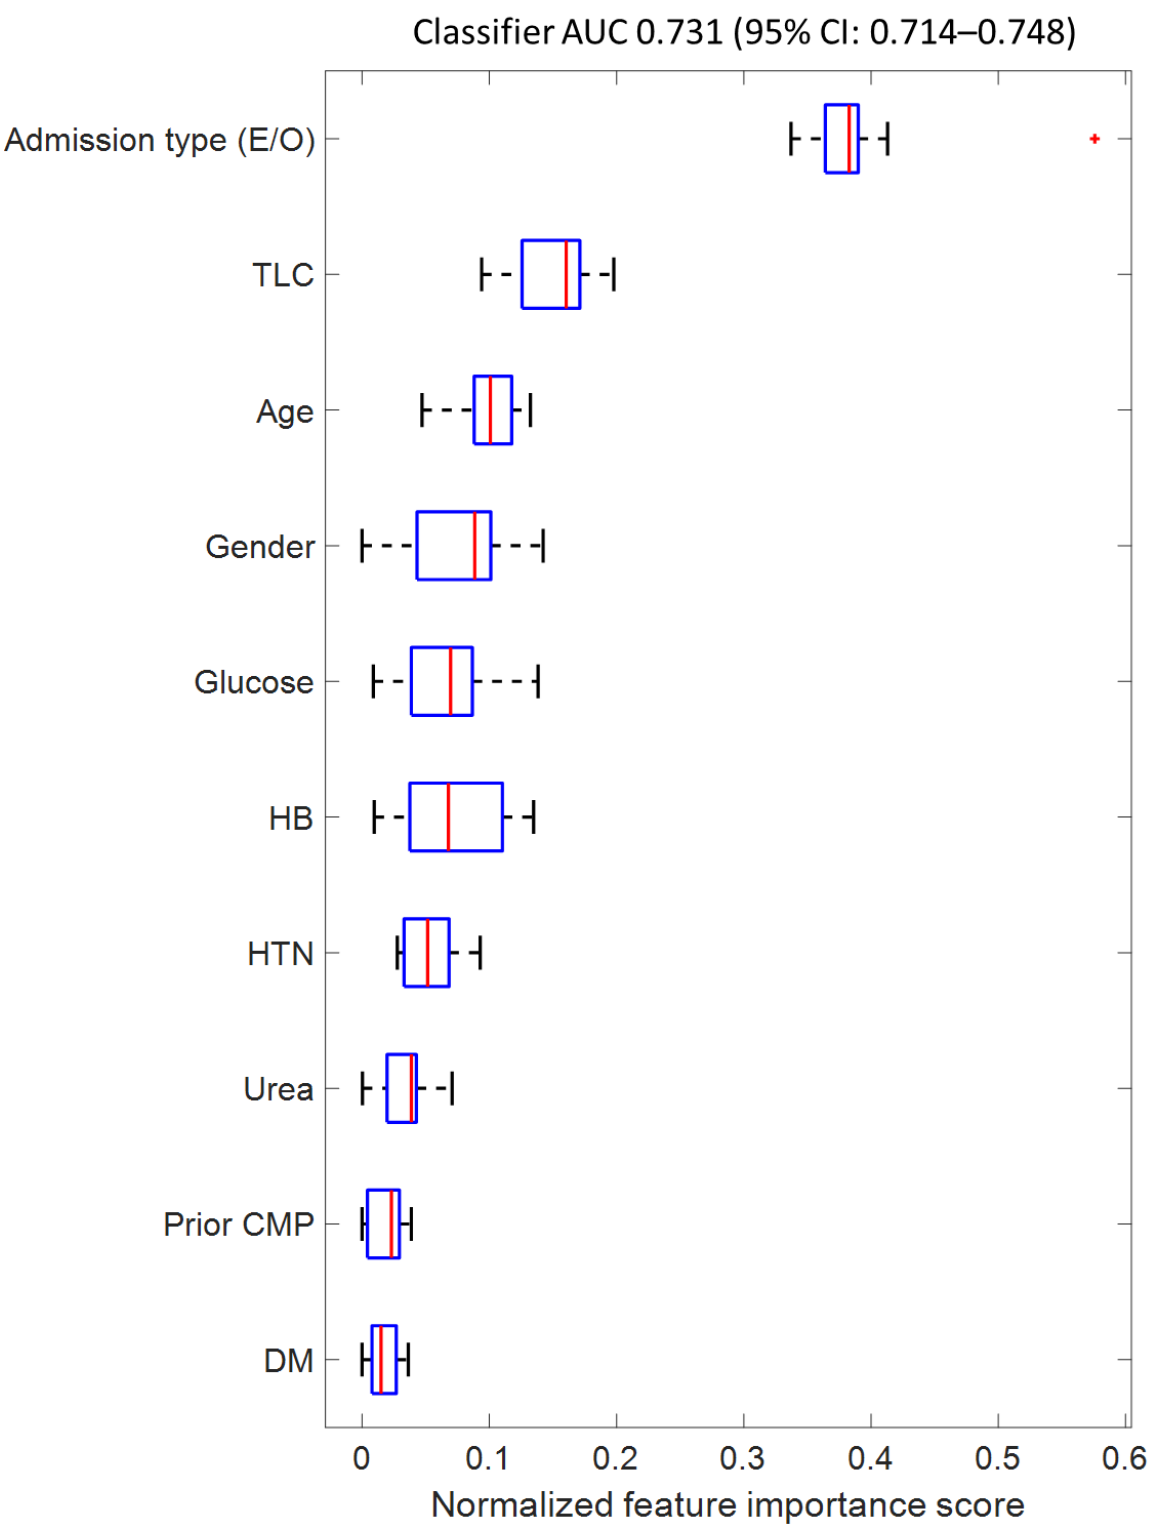 Classifier AUC 0.731 (95% CI: 0.714–0.748)
Admission type (E/O)
TLC
Age
Gender
Glucose
HB
HTN
Urea
Prior CMP
DM
0 0.1 0.2 0.3 0.4 0.5 0.6
Normalized feature importance score